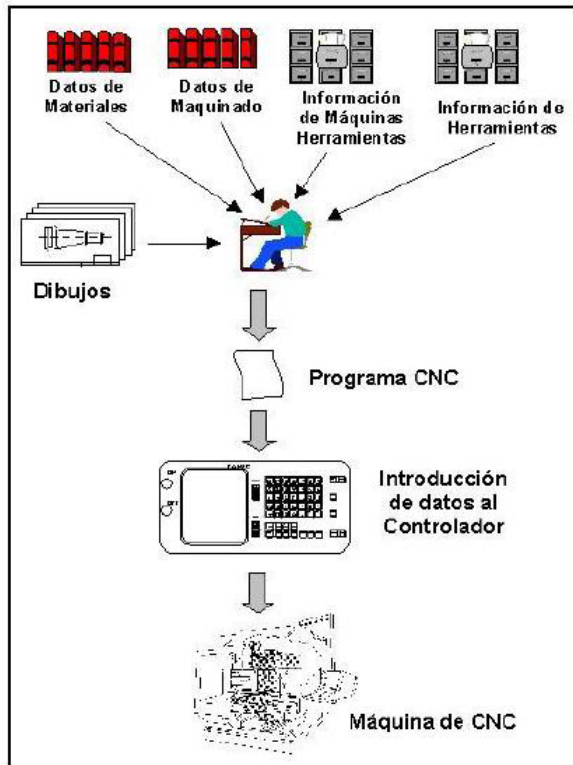 Datos de
Materiales
Datos de
Maquinado
Información
de Máquinas
Herramientas
Información de
Herramientas
Dibujos
Programa CNC
Introducción
de datos al
Controlador
Máquina de CNC